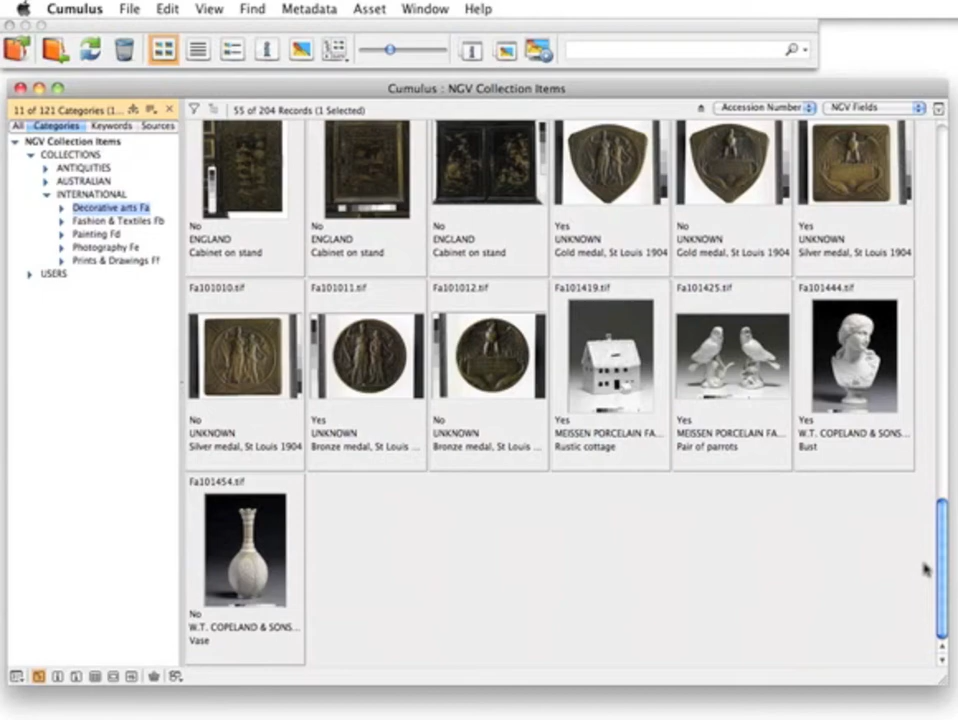 Cumulus File Edit View Find Metadata Asset Window Help
Cumulus : NGV Collection Items
11 of 121 Categories (1...
55 of 204 Records (1 Selected)
Accession Number
NGV Fields
All Categories Keywords Sources
NGV Collection Items
COLLECTIONS
ANTIQUITIES
AUSTRALIAN
INTERNATIONAL
Decorative arts Fa
Fashion & Textiles Fb
Painting Fd
Photography Fe
Prints & Drawings Ff
USERS
No No No Yes No Yes
ENGLAND ENGLAND ENGLAND UNKNOWN UNKNOWN UNKNOWN
Cabinet on stand Cabinet on stand Cabinet on stand Gold medal, St Louis 1904 Gold medal, St Louis 1904 Silver medal, St Louis 1904
Fa101010.tif Fa101011.tif Fa101012.tif Fa101419.tif Fa101425.tif Fa101444.tif
No Yes No Yes Yes Yes
UNKNOWN UNKNOWN UNKNOWN MEISSEN PORCELAIN FA... MEISSEN PORCELAIN FA... W.T. COPELAND & SONS...
Silver medal, St Louis 1904 Bronze medal, St Louis ... Bronze medal, St Louis ... Rustic cottage Pair of parrots Bust
Fa101454.tif
No
W.T. COPELAND & SONS...
Vase